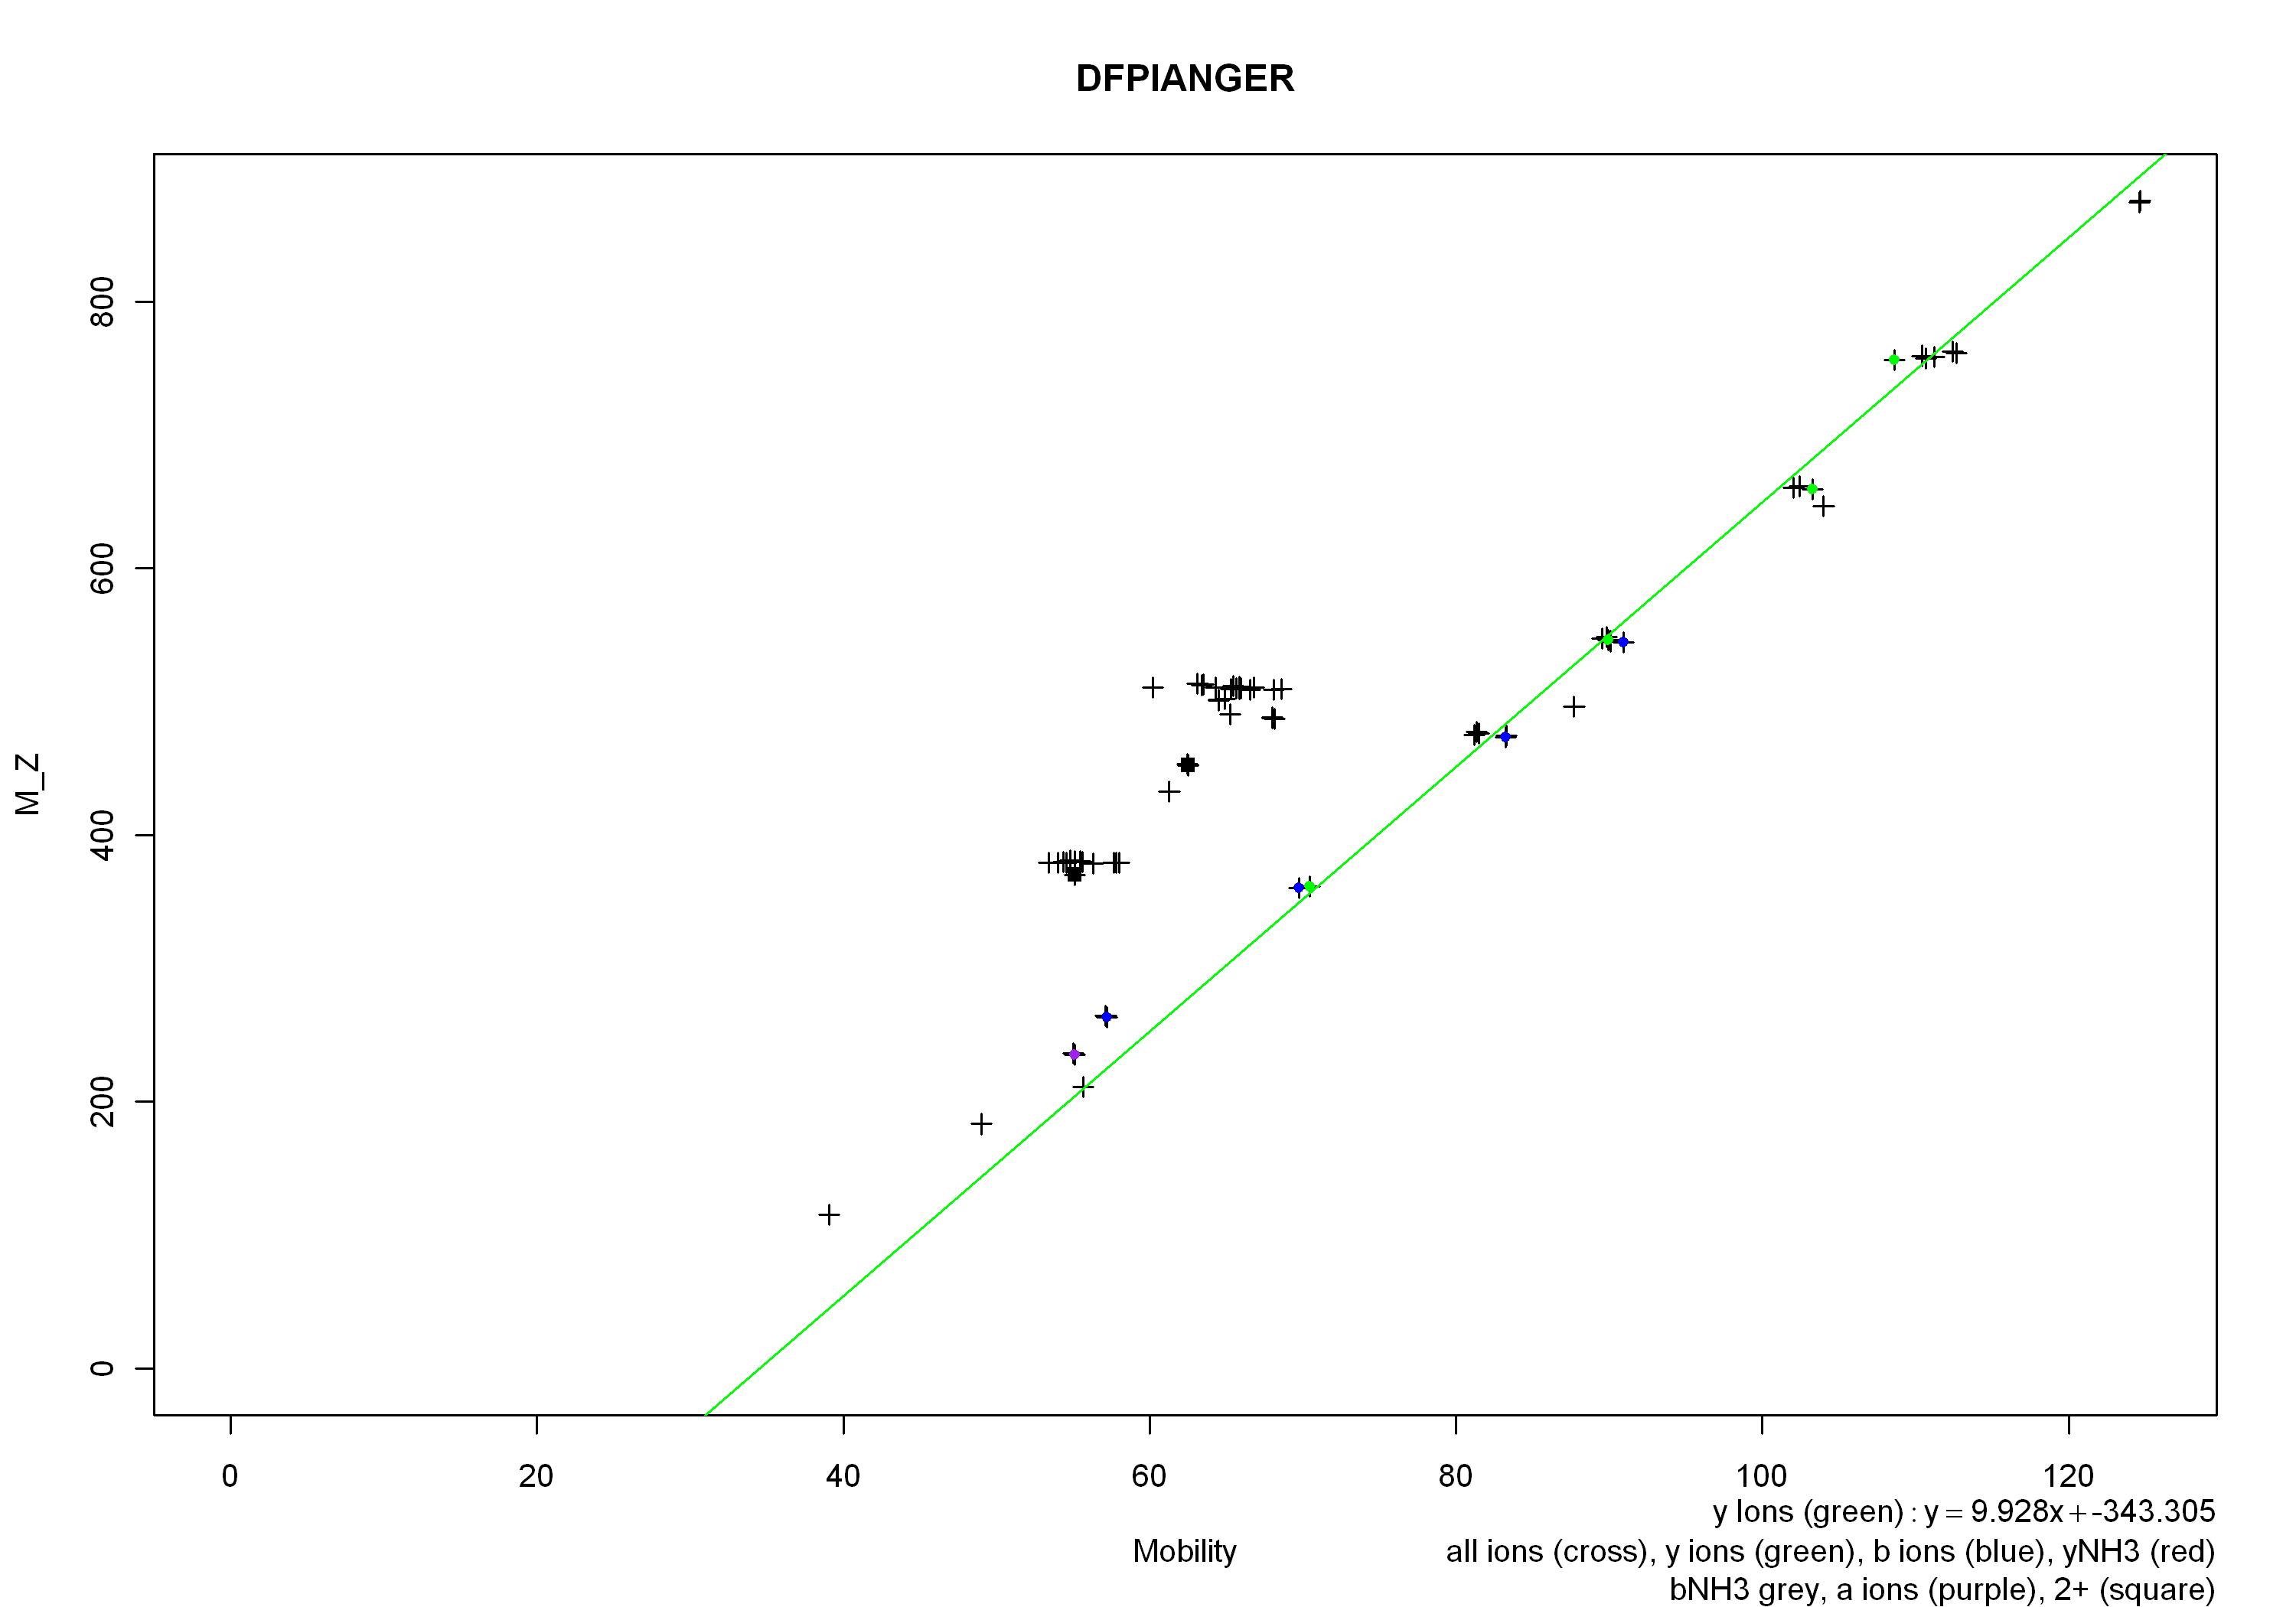 DFPIANGER
800
600
400
200
0
M_Z
0 20 40 60 80 100 120
Mobility
y Ions (green) : y = 9.928x + -343.305
all ions (cross), y ions (green), b ions (blue), yNH3 (red)
bNH3 grey, a ions (purple), 2+ (square)